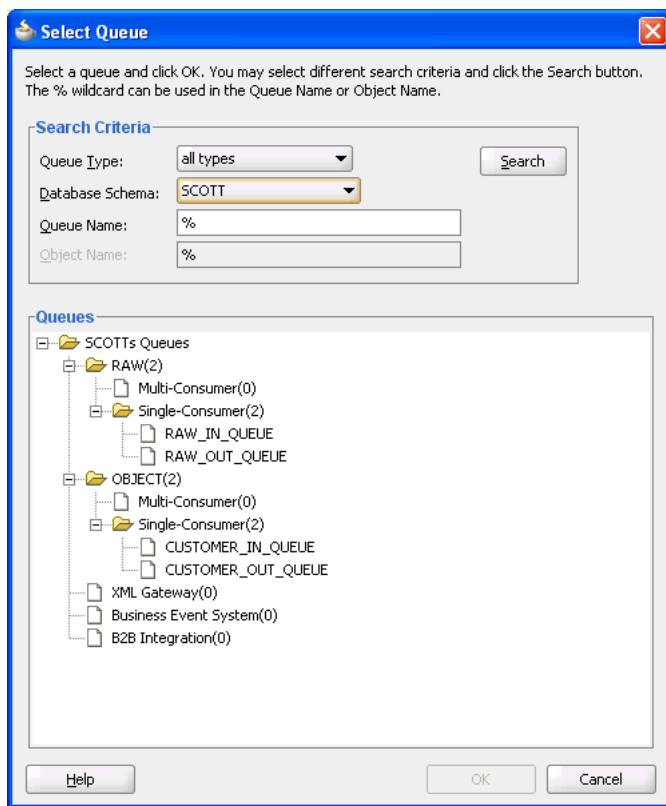 Select Queue
Select a queue and click OK. You may select different search criteria and click the Search button.
The % wildcard can be used in the Queue Name or Object Name.
Search Criteria
Queue Type: all types Search
Database Schema: SCOTT
Queue Name: %
Object Name: %
Queues
SCOTTs Queues
RAW(2)
Multi-Consumer(0)
Single-Consumer(2)
RAW_IN_QUEUE
RAW_OUT_QUEUE
OBJECT(2)
Multi-Consumer(0)
Single-Consumer(2)
CUSTOMER_IN_QUEUE
CUSTOMER_OUT_QUEUE
XML Gateway(0)
Business Event System(0)
B2B Integration(0)
Help OK Cancel